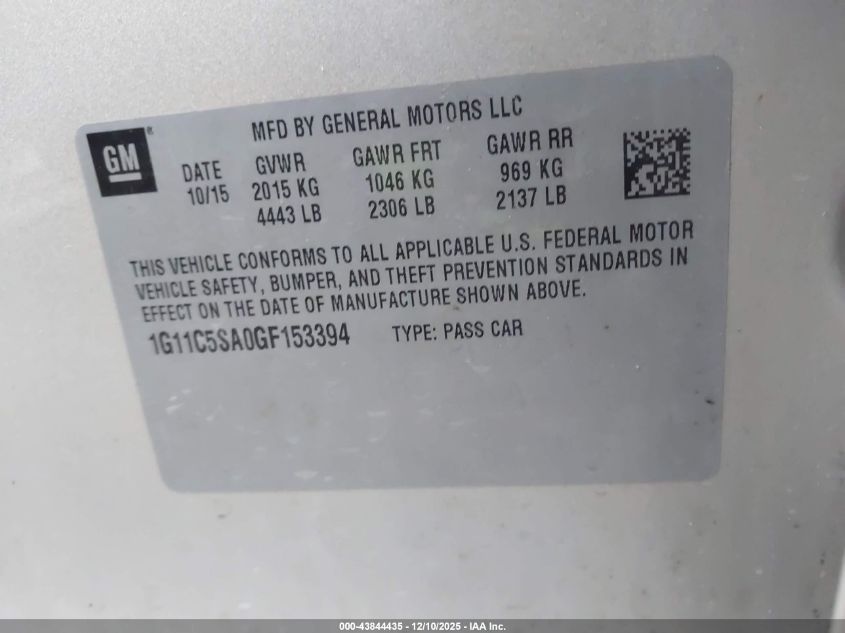 GM
MFD BY GENERAL MOTORS LLC
DATE GVWR GAWR FRT GAWR RR
10/15 2015 KG 1046 KG 969 KG
4443 LB 2306 LB 2137 LB
THIS VEHICLE CONFORMS TO ALL APPLICABLE U.S. FEDERAL MOTOR
VEHICLE SAFETY, BUMPER, AND THEFT PREVENTION STANDARDS IN
EFFECT ON THE DATE OF MANUFACTURE SHOWN ABOVE.
1G11C5SA0GF153394 TYPE: PASS CAR
000-43844435 - 12/10/2025 - IAA Inc.